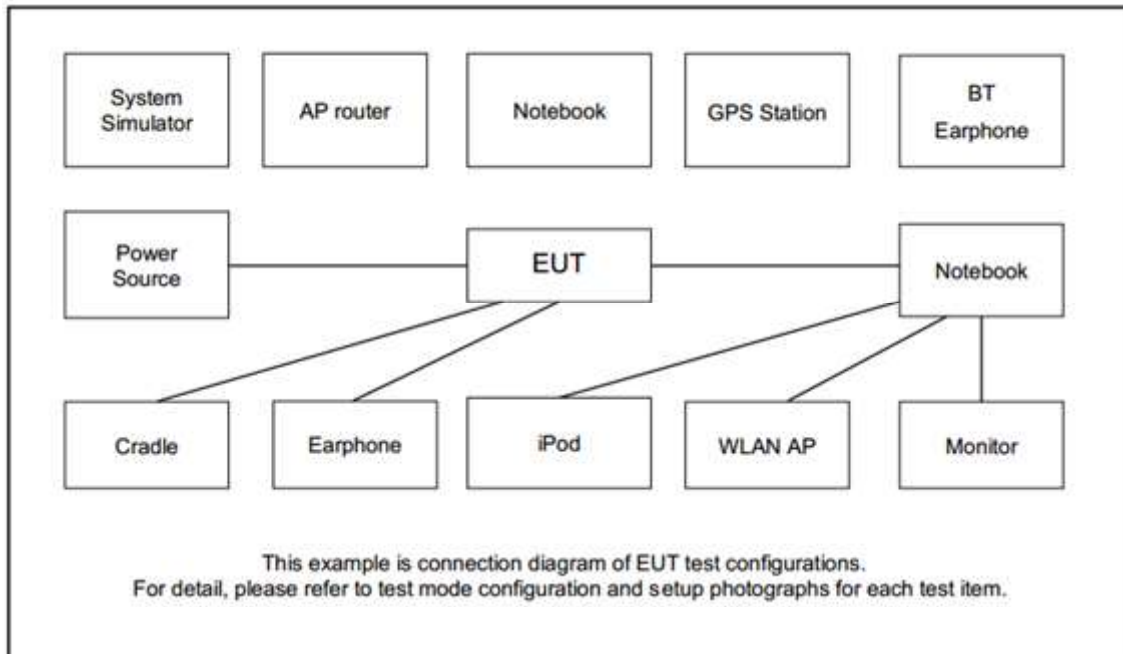 System
Simulator
AP router
Notebook
GPS Station
BT
Earphone
Power
Source
EUT
Notebook
Cradle
Earphone
iPod
WLAN AP
Monitor
This example is connection diagram of EUT test configurations.
For detail, please refer to test mode configuration and setup photographs for each test item.